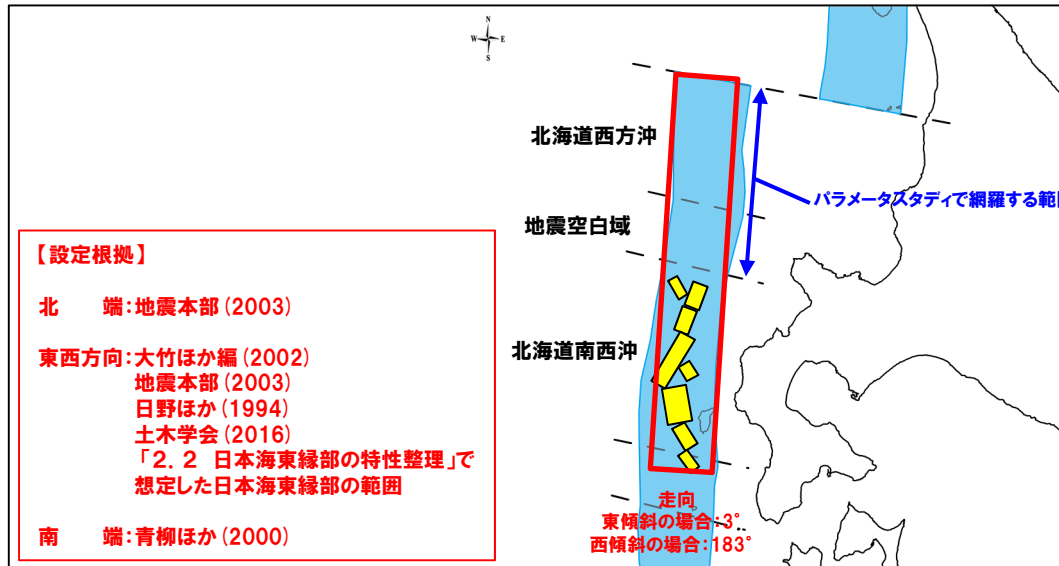 N
W E
S
北海道西方沖
パラメータスタディで網羅する範囲
地震空白域
北海道南西沖
【設定根拠】
北　　端：地震本部(2003)
東西方向：大竹ほか編(2002)
地震本部(2003)
日野ほか(1994)
土木学会(2016)
「２．２　日本海東縁部の特性整理」で
想定した日本海東縁部の範囲
南　　端：青柳ほか(2000)
走向
東傾斜の場合：3°
西傾斜の場合：183°